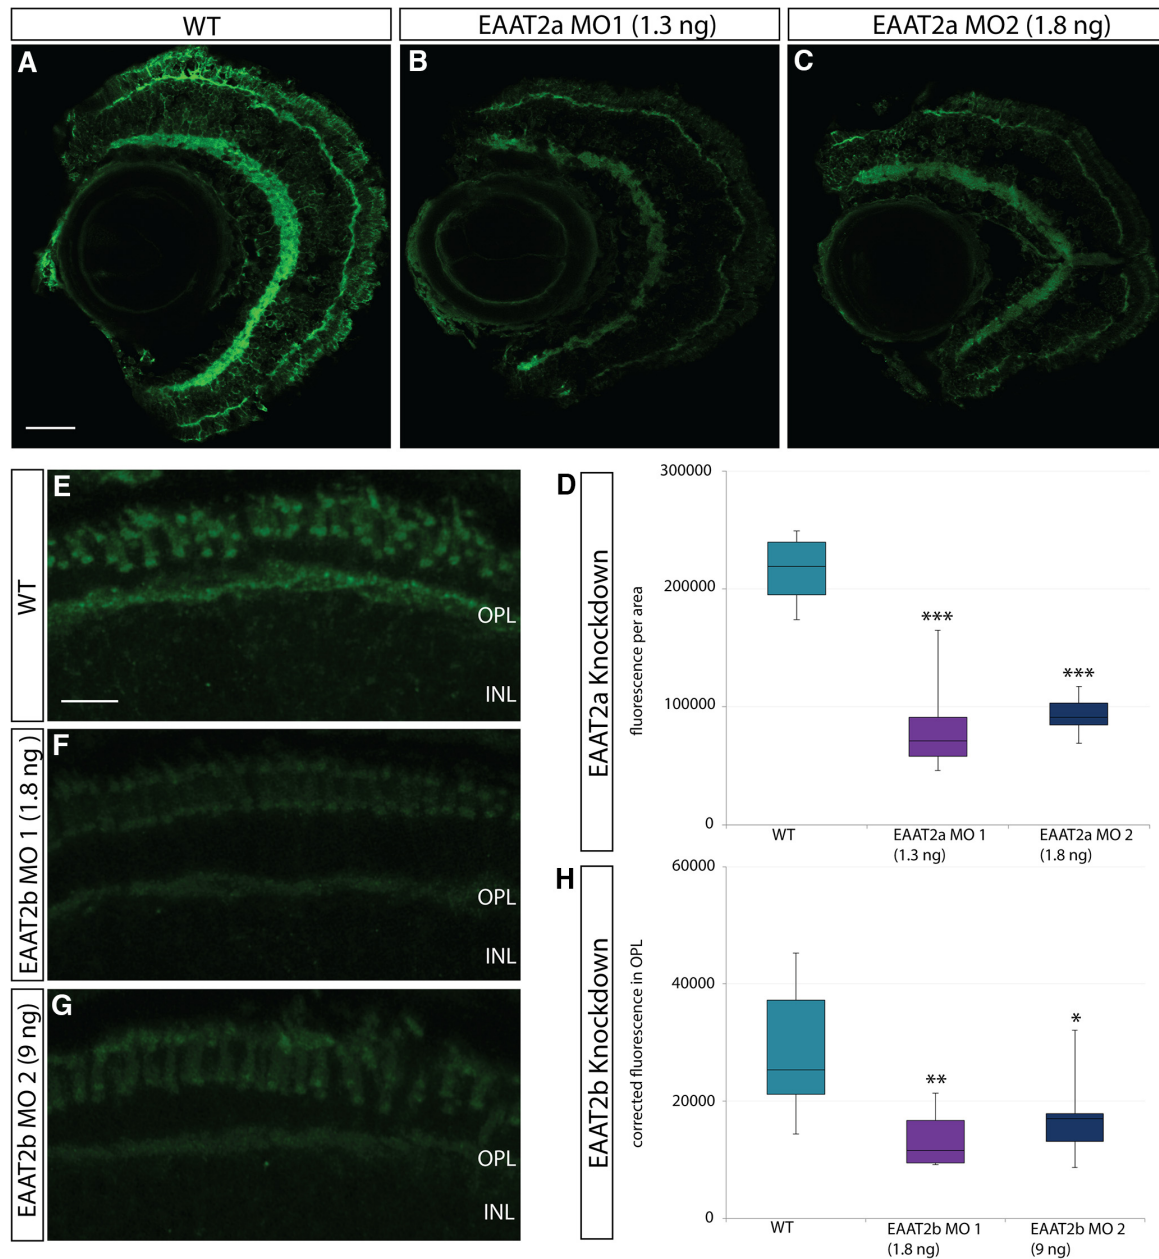 WT
EAAT2a MO1 (1.3 ng)
EAAT2a MO2 (1.8 ng)
A
B
C
WT
E
OPL
INL
EAAT2b MO 1 (1.8 ng )
F
OPL
INL
EAAT2b MO 2 (9 ng)
G
OPL
INL
D
EAAT2a Knockdown
fluorescence per area
300000
200000
100000
0
***
***
WT
EAAT2a MO 1
(1.3 ng)
EAAT2a MO 2
(1.8 ng)
H
EAAT2b Knockdown
corrected fluorescence in OPL
60000
40000
20000
0
**
*
WT
EAAT2b MO 1
(1.8 ng)
EAAT2b MO 2
(9 ng)